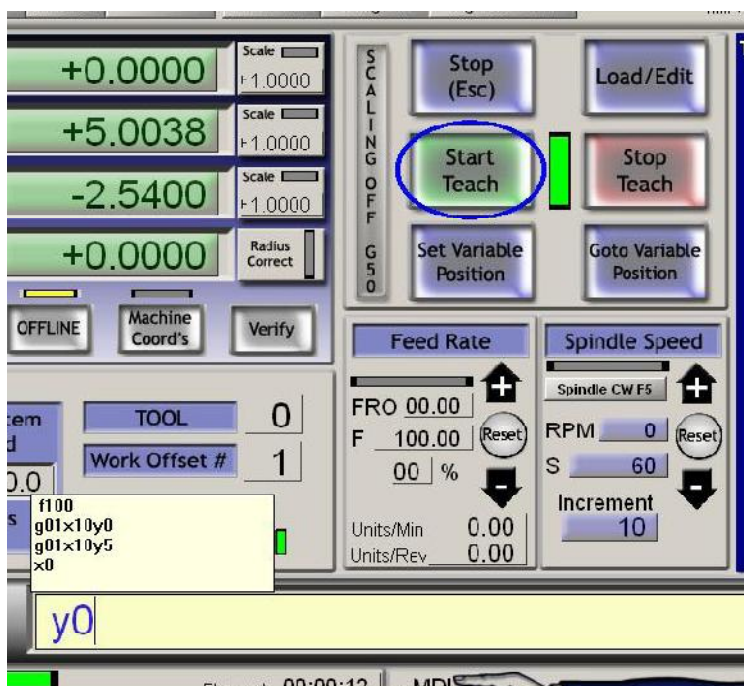 +0.0000
Scale
+1.0000
+5.0038
Scale
+1.0000
-2.5400
Scale
+1.0000
+0.0000
Radius
Correct
OFFLINE
Machine
Coord's
Verify
SCALING OFF G50
Stop
(Esc)
Load/Edit
Start
Teach
Stop
Teach
Set Variable
Position
Goto Variable
Position
TOOL 0
Work Offset # 1
Feed Rate
FRO 00.00
F 100.00 Reset
00 %
Units/Min 0.00
Units/Rev 0.00
Spindle Speed
Spindle CW F5
RPM 0 Reset
S 60
Increment
10
f100
g01x10y0
g01x10y5
x0
y0